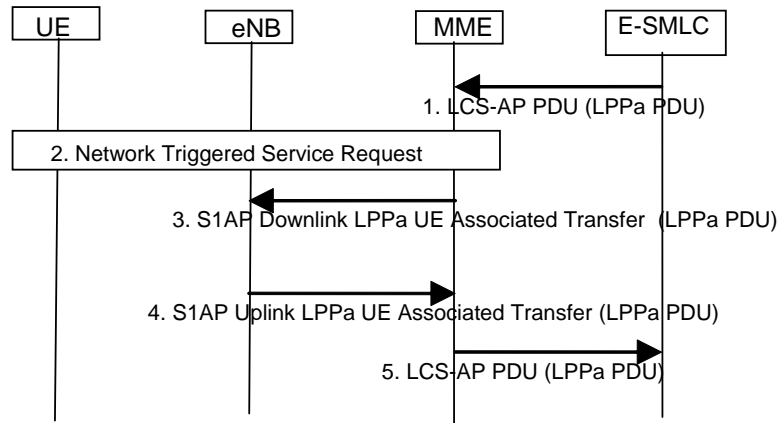 UE eNB MME E-SMLC
1. LCS-AP PDU (LPPa PDU)
2. Network Triggered Service Request
3. S1AP Downlink LPPa UE Associated Transfer (LPPa PDU)
4. S1AP Uplink LPPa UE Associated Transfer (LPPa PDU)
5. LCS-AP PDU (LPPa PDU)